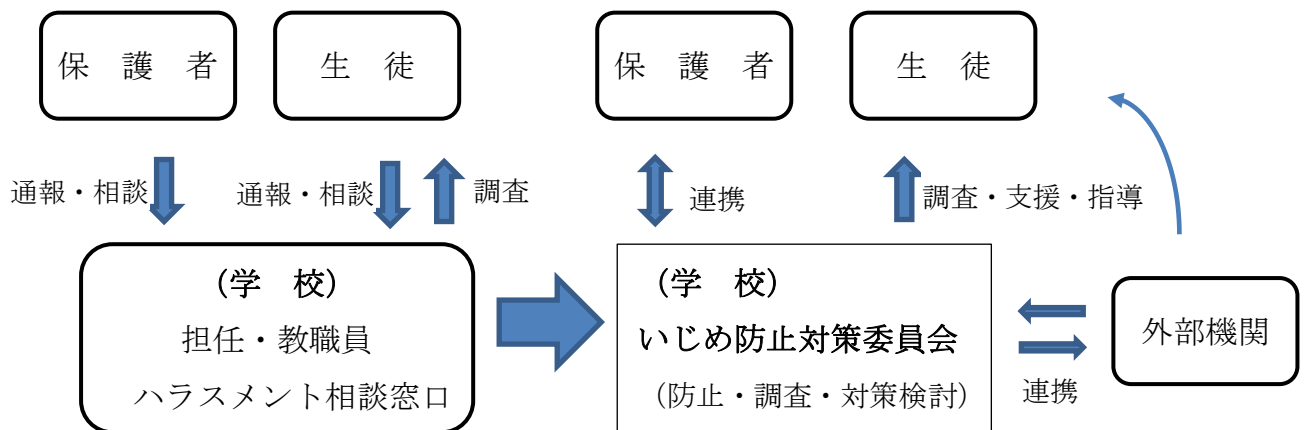 保　護　者
生　徒
保　護　者
生　徒
通報・相談
通報・相談
調査
連携
調査・支援・指導
(学　校)
担任・教職員
ハラスメント相談窓口
(学　校)
いじめ防止対策委員会
（防止・調査・対策検討）
外部機関
連携